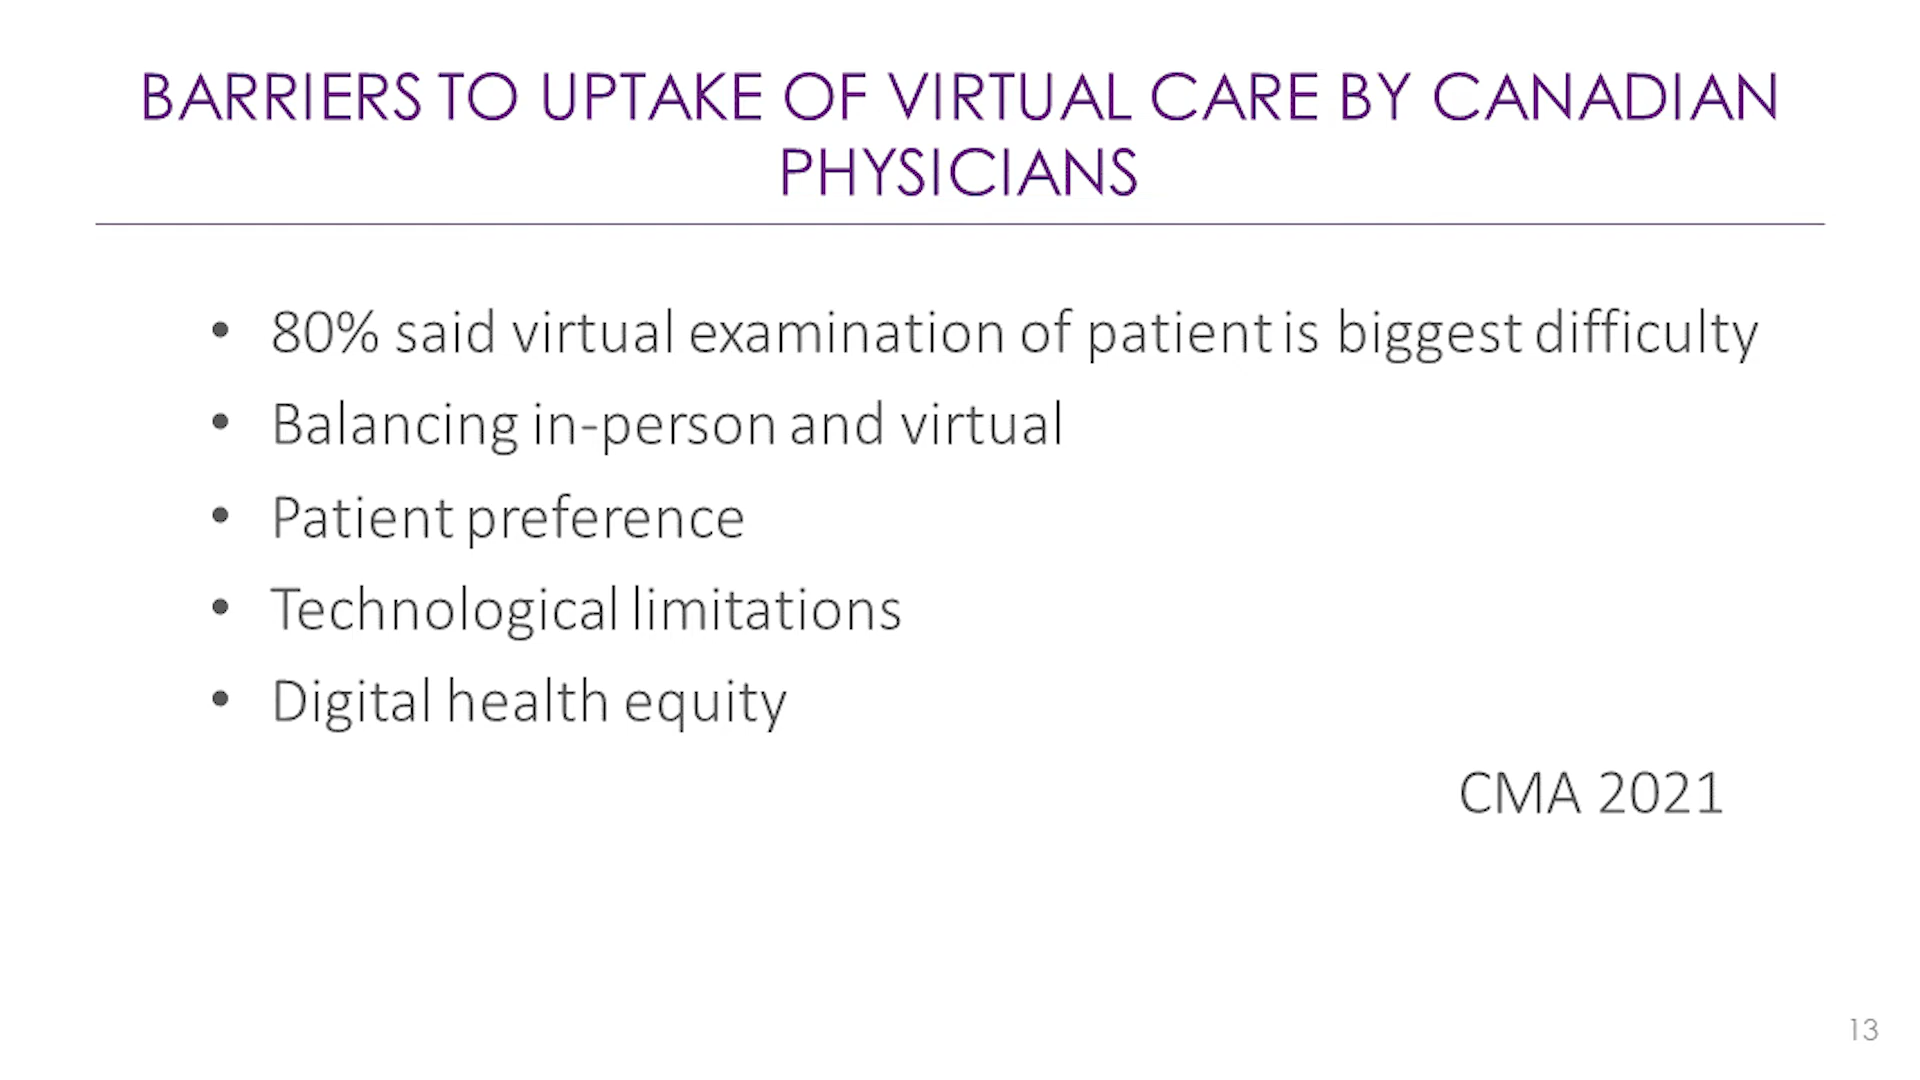 BARRIERS TO UPTAKE OF VIRTUAL CARE BY CANADIAN
PHYSICIANS
• 80% said virtual examination of patient is biggest difficulty
• Balancing in-person and virtual
• Patient preference
• Technological limitations
• Digital health equity
CMA 2021
13